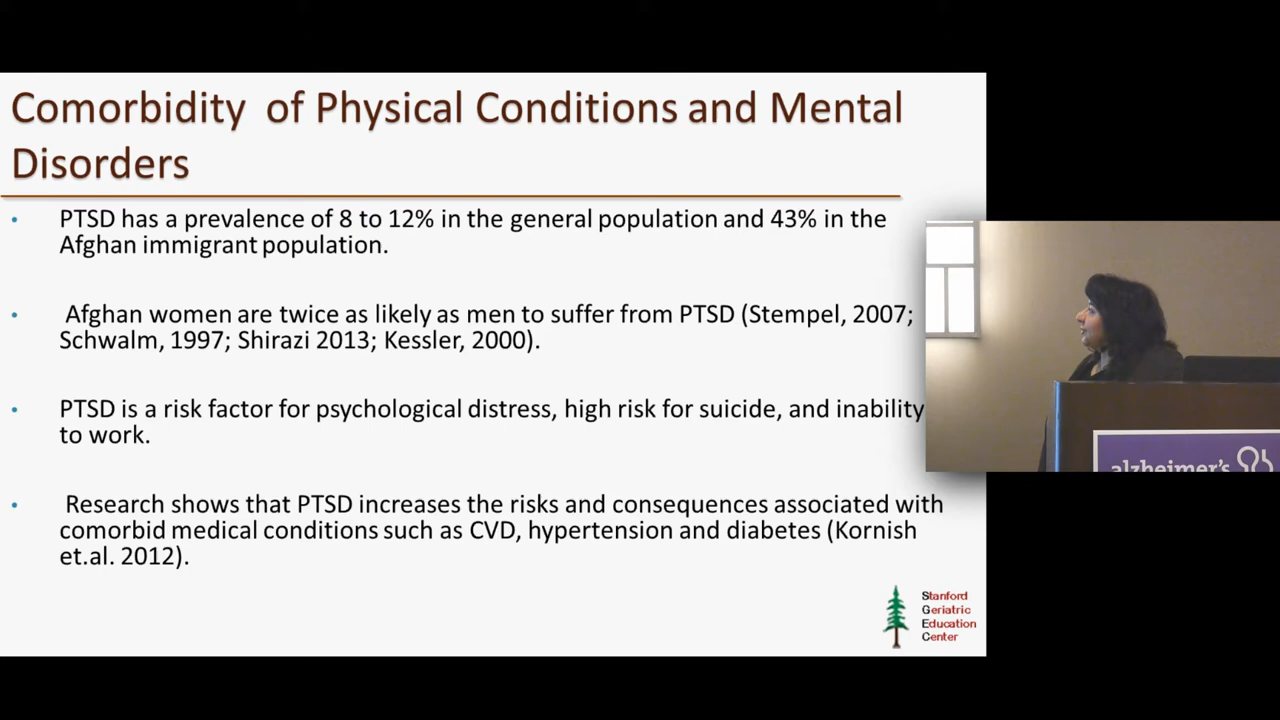 Comorbidity of Physical Conditions and Mental
Disorders
• PTSD has a prevalence of 8 to 12% in the general population and 43% in the
Afghan immigrant population.
• Afghan women are twice as likely as men to suffer from PTSD (Stempel, 2007;
Schwalm, 1997; Shirazi 2013; Kessler, 2000).
• PTSD is a risk factor for psychological distress, high risk for suicide, and inability
to work.
• Research shows that PTSD increases the risks and consequences associated with
comorbid medical conditions such as CVD, hypertension and diabetes (Kornish
et.al. 2012).
Stanford
Geriatric
Education
Center
alzheimer's